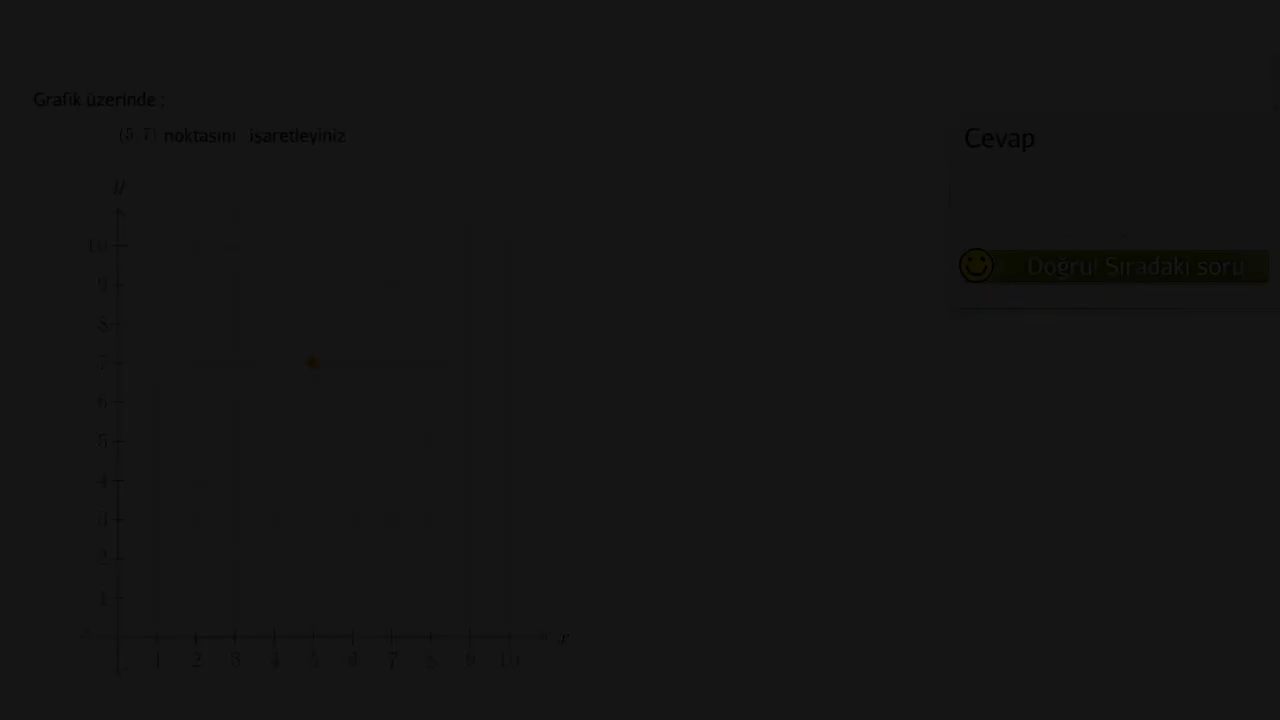 Grafik üzerinde :
(5, 7) noktasını işaretleyiniz
Cevap
y
10
9
8
7
6
5
4
3
2
1
Doğru! Sıradaki soru
x
1 2 3 4 5 6 7 8 9 10